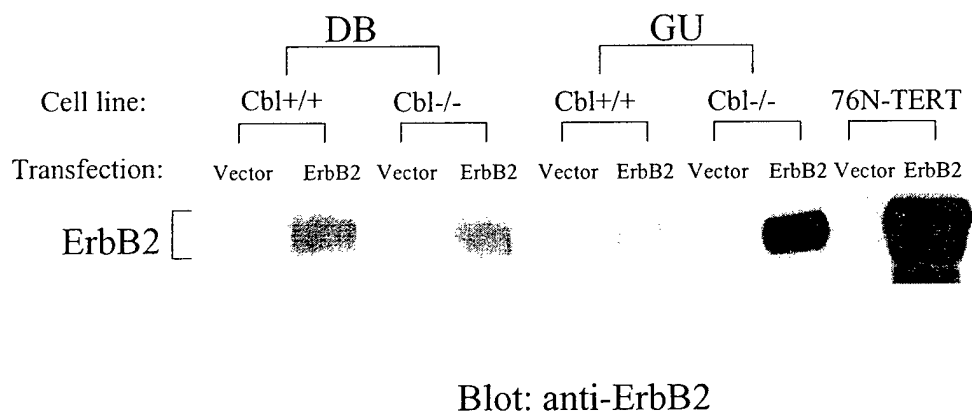 DB GU
Cell line: Cbl+/+ Cbl-/- Cbl+/+ Cbl-/- 76N-TERT
Transfection: Vector ErbB2 Vector ErbB2 Vector ErbB2 Vector ErbB2 Vector ErbB2
ErbB2
Blot: anti-ErbB2